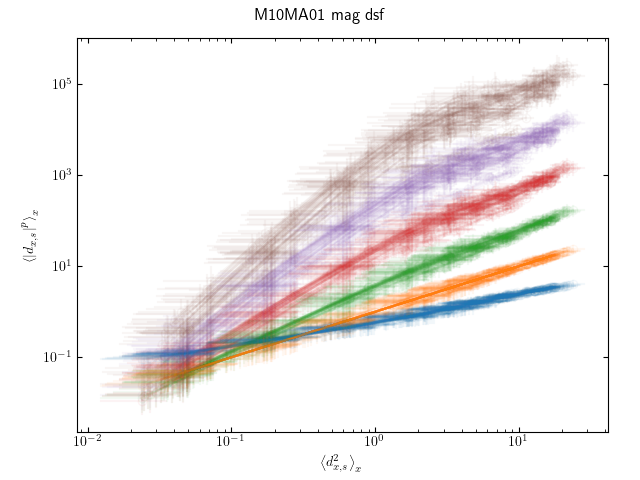 M10MA01 mag dsf
⟨|d_{x,s}|^p⟩_x
10^5
10^3
10^1
10^{-1}
10^{-2}
10^{-1}
10^0
10^1
⟨d^2_{x,s}⟩_x